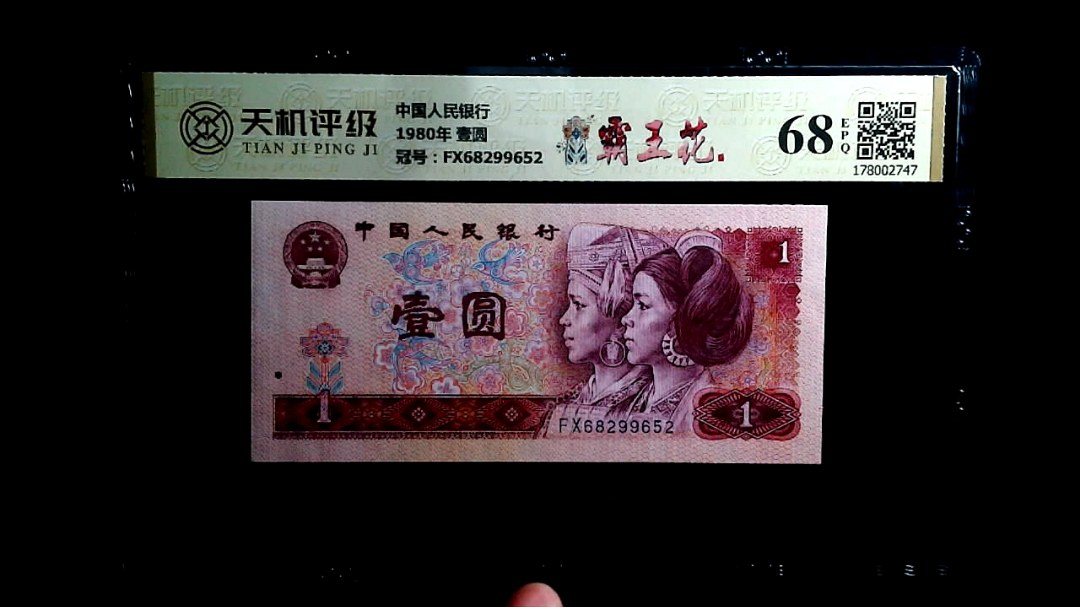 天机评级
TIAN JI PING JI
中国人民银行
1980年 壹圆
冠号：FX68299652
霸王花
68
EPQ
178002747
中国人民银行
1
壹圆
1
FX68299652
1